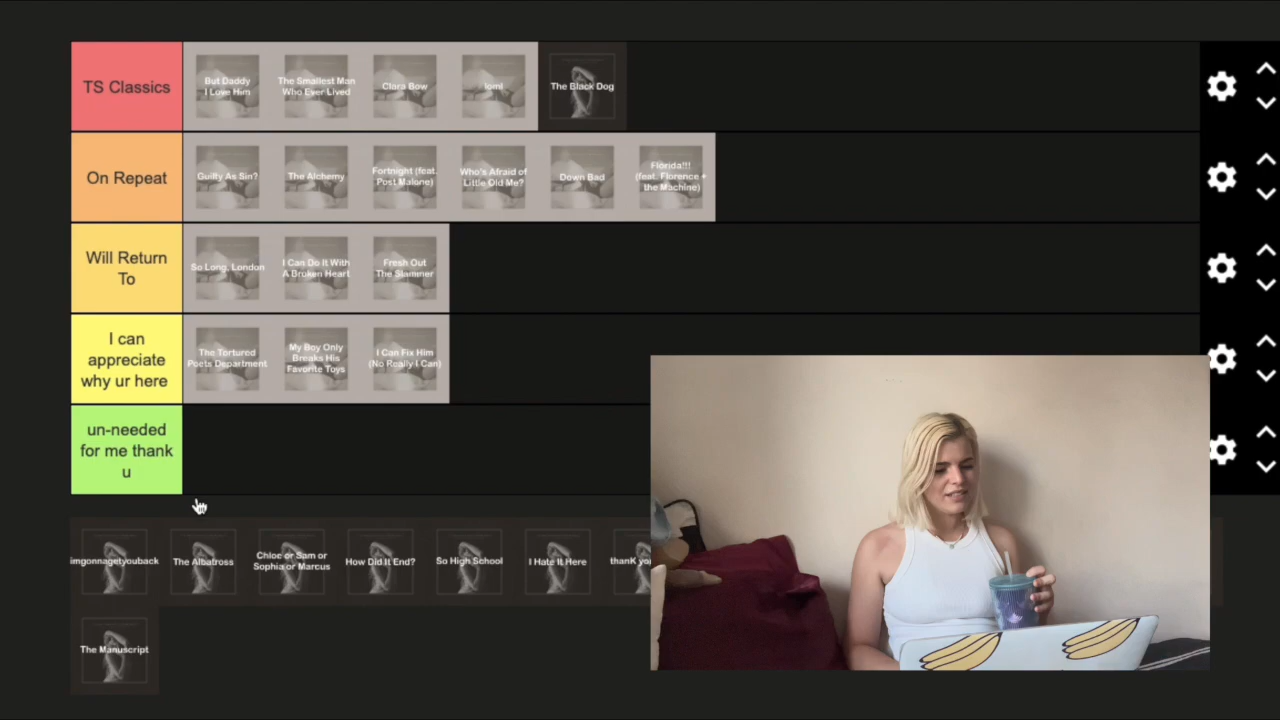 TS Classics
But Daddy
I Love Him
The Smallest Man
Who Ever Lived
Clara Bow
loml
The Black Dog
On Repeat
Guilty As Sin?
The Alchemy
Fortnight (feat.
Post Malone)
Who's Afraid of
Little Old Me?
Down Bad
Florida!!!
(feat. Florence +
the Machine)
Will Return
To
So Long, London
I Can Do It With
A Broken Heart
Fresh Out
The Slammer
I can
appreciate
why ur here
The Tortured
Poets Department
My Boy Only
Breaks His
Favorite Toys
I Can Fix Him
(No Really I Can)
un-needed
for me thank
u
imgonnagetyouback
The Albatross
Chloe or Sam or
Sophia or Marcus
How Did It End?
So High School
I Hate It Here
thanK
The Manuscript